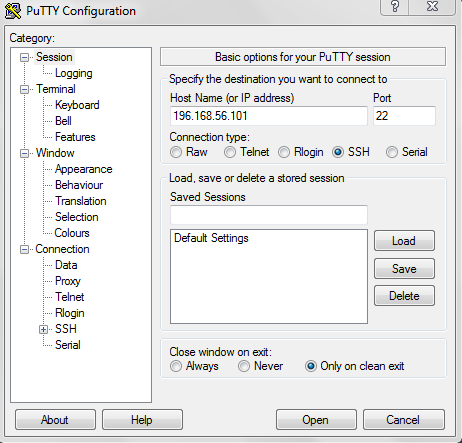 PuTTY Configuration
Category:
Session
Logging
Terminal
Keyboard
Bell
Features
Window
Appearance
Behaviour
Translation
Selection
Colours
Connection
Data
Proxy
Telnet
Rlogin
SSH
Serial
Basic options for your PuTTY session
Specify the destination you want to connect to
Host Name (or IP address) Port
196.168.56.101 22
Connection type:
Raw Telnet Rlogin SSH Serial
Load, save or delete a stored session
Saved Sessions
Default Settings
Load
Save
Delete
Close window on exit:
Always Never Only on clean exit
About Help Open Cancel